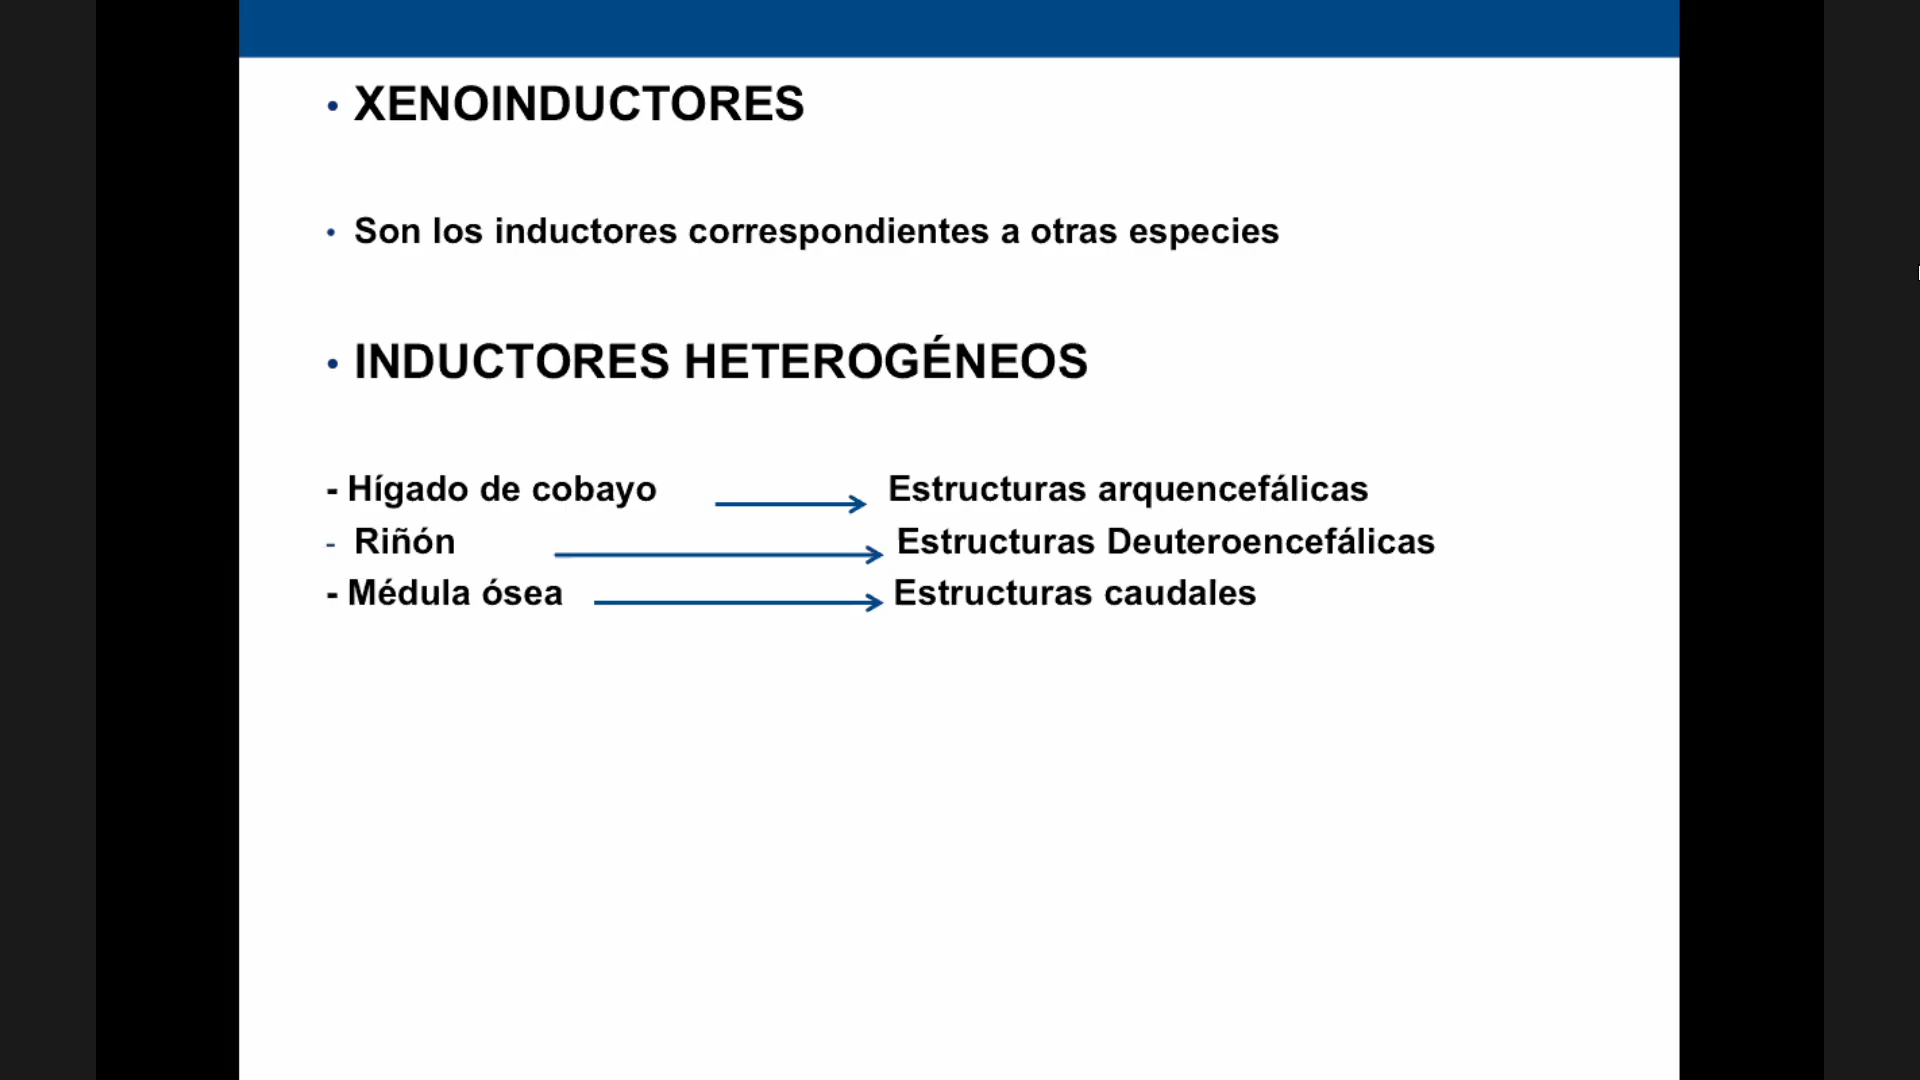 • XENOINDUCTORES
• Son los inductores correspondientes a otras especies
• INDUCTORES HETEROGÉNEOS
- Hígado de cobayo → Estructuras arquencefálicas
- Riñón → Estructuras Deuteroencefálicas
- Médula ósea → Estructuras caudales